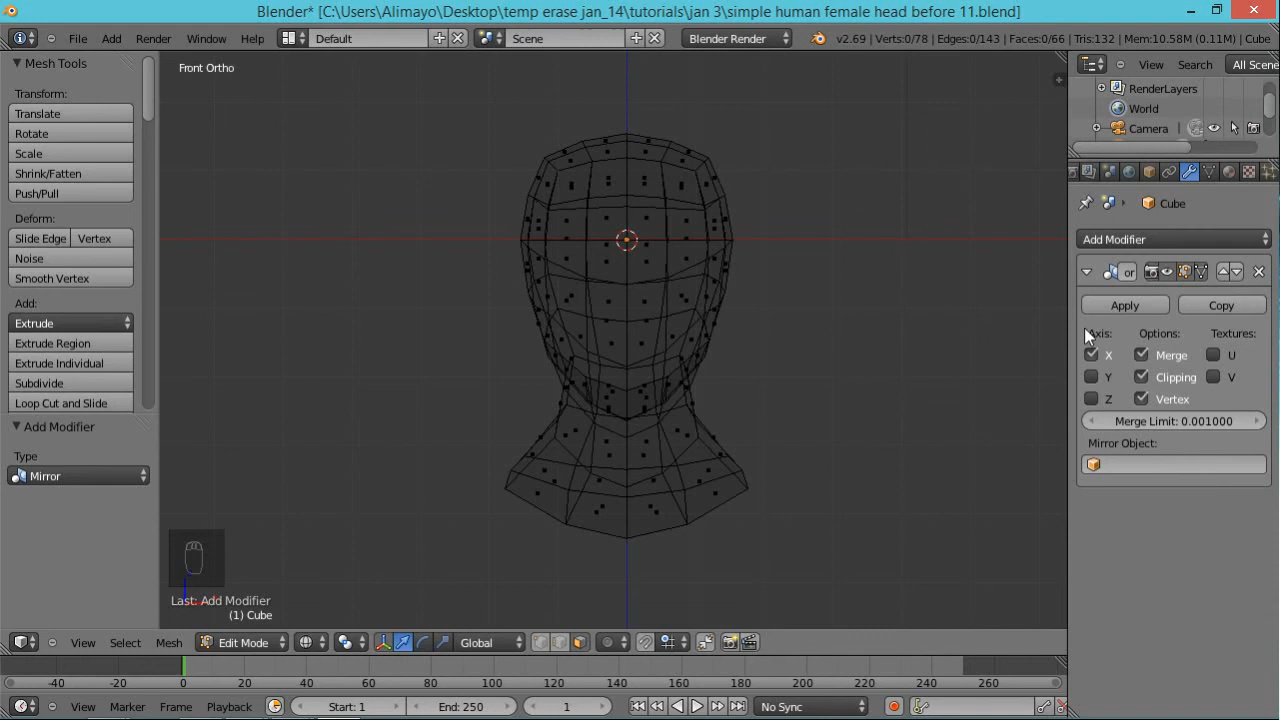 Blender* [C:\Users\Alimayo\Desktop\temp erase jan_14\tutorials\jan 3\simple human female head before 11.blend]
File Add Render Window Help Default Scene Blender Render v2.69 | Verts:0/78 | Edges:0/143 | Faces:0/66 | Tris:132 | Mem:10.58M (0.11M) | Cube
Mesh Tools
Transform:
Translate
Rotate
Scale
Shrink/Fatten
Push/Pull
Deform:
Slide Edge Vertex
Noise
Smooth Vertex
Add:
Extrude
Extrude Region
Extrude Individual
Subdivide
Loop Cut and Slide
Add Modifier
Type
Mirror
Front Ortho
Last: Add Modifier
(1) Cube
View Search All Scene
RenderLayers
World
Camera
Cube
Add Modifier
or
Apply Copy
Axis: Options: Textures:
X Merge U
Y Clipping V
Z Vertex
Merge Limit: 0.001000
Mirror Object:
View Select Mesh Edit Mode Global
-40 -20 0 20 40 60 80 100 120 140 160 180 200 220 240 260
View Marker Frame Playback Start: 1 End: 250 1 No Sync